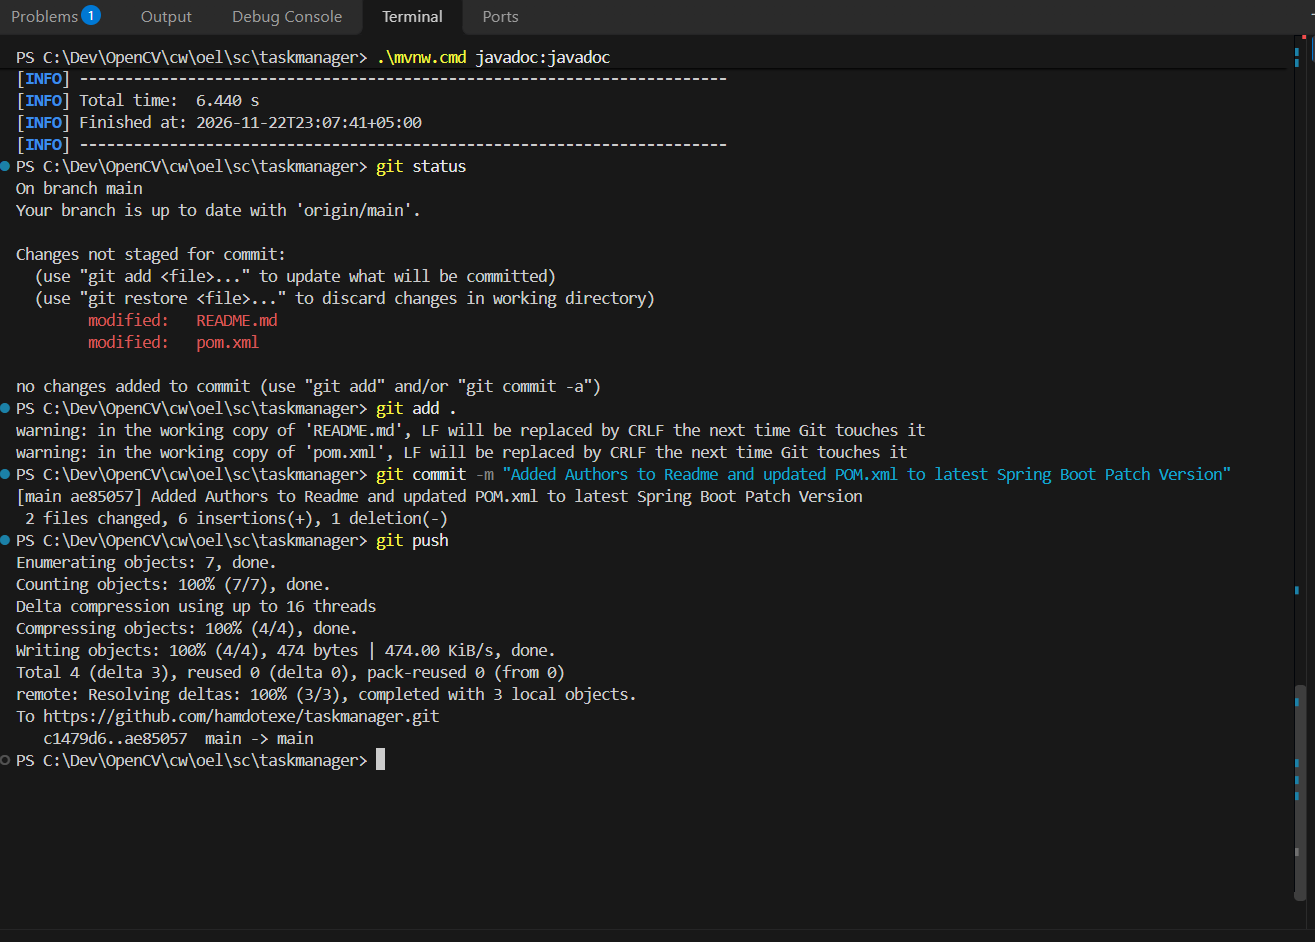 Problems 1 Output Debug Console Terminal Ports
PS C:\Dev\OpenCV\cw\oel\sc\taskmanager> .\mvnw.cmd javadoc:javadoc
[INFO] ------------------------------------------------------------------------
[INFO] Total time:  6.440 s
[INFO] Finished at: 2026-11-22T23:07:41+05:00
[INFO] ------------------------------------------------------------------------
PS C:\Dev\OpenCV\cw\oel\sc\taskmanager> git status
On branch main
Your branch is up to date with 'origin/main'.

Changes not staged for commit:
  (use "git add <file>..." to update what will be committed)
  (use "git restore <file>..." to discard changes in working directory)
        modified:   README.md
        modified:   pom.xml

no changes added to commit (use "git add" and/or "git commit -a")
PS C:\Dev\OpenCV\cw\oel\sc\taskmanager> git add .
warning: in the working copy of 'README.md', LF will be replaced by CRLF the next time Git touches it
warning: in the working copy of 'pom.xml', LF will be replaced by CRLF the next time Git touches it
PS C:\Dev\OpenCV\cw\oel\sc\taskmanager> git commit -m "Added Authors to Readme and updated POM.xml to latest Spring Boot Patch Version"
[main ae85057] Added Authors to Readme and updated POM.xml to latest Spring Boot Patch Version
 2 files changed, 6 insertions(+), 1 deletion(-)
PS C:\Dev\OpenCV\cw\oel\sc\taskmanager> git push
Enumerating objects: 7, done.
Counting objects: 100% (7/7), done.
Delta compression using up to 16 threads
Compressing objects: 100% (4/4), done.
Writing objects: 100% (4/4), 474 bytes | 474.00 KiB/s, done.
Total 4 (delta 3), reused 0 (delta 0), pack-reused 0 (from 0)
remote: Resolving deltas: 100% (3/3), completed with 3 local objects.
To https://github.com/hamdotexe/taskmanager.git
   c1479d6..ae85057  main -> main
PS C:\Dev\OpenCV\cw\oel\sc\taskmanager>